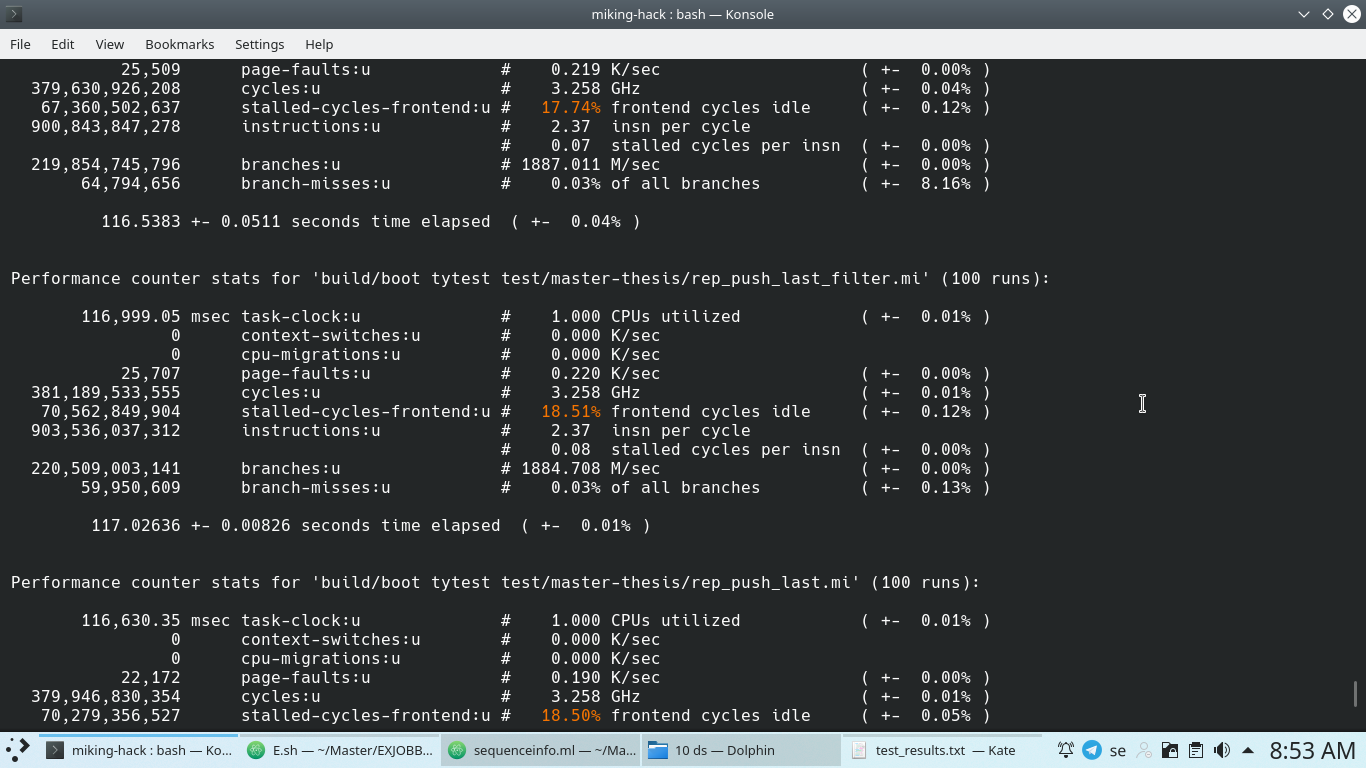 miking-hack : bash — Konsole
File Edit View Bookmarks Settings Help
25,509 page-faults:u # 0.219 K/sec ( +- 0.00% )
379,630,926,208 cycles:u # 3.258 GHz ( +- 0.04% )
67,360,502,637 stalled-cycles-frontend:u # 17.74% frontend cycles idle ( +- 0.12% )
900,843,847,278 instructions:u # 2.37 insn per cycle
# 0.07 stalled cycles per insn ( +- 0.00% )
219,854,745,796 branches:u # 1887.011 M/sec ( +- 0.00% )
64,794,656 branch-misses:u # 0.03% of all branches ( +- 8.16% )
116.5383 +- 0.0511 seconds time elapsed ( +- 0.04% )
Performance counter stats for 'build/boot tytest test/master-thesis/rep_push_last_filter.mi' (100 runs):
116,999.05 msec task-clock:u # 1.000 CPUs utilized ( +- 0.01% )
0 context-switches:u # 0.000 K/sec
0 cpu-migrations:u # 0.000 K/sec
25,707 page-faults:u # 0.220 K/sec ( +- 0.00% )
381,189,533,555 cycles:u # 3.258 GHz ( +- 0.01% )
70,562,849,904 stalled-cycles-frontend:u # 18.51% frontend cycles idle ( +- 0.12% )
903,536,037,312 instructions:u # 2.37 insn per cycle
# 0.08 stalled cycles per insn ( +- 0.00% )
220,509,003,141 branches:u # 1884.708 M/sec ( +- 0.00% )
59,950,609 branch-misses:u # 0.03% of all branches ( +- 0.13% )
117.02636 +- 0.00826 seconds time elapsed ( +- 0.01% )
Performance counter stats for 'build/boot tytest test/master-thesis/rep_push_last.mi' (100 runs):
116,630.35 msec task-clock:u # 1.000 CPUs utilized ( +- 0.01% )
0 context-switches:u # 0.000 K/sec
0 cpu-migrations:u # 0.000 K/sec
22,172 page-faults:u # 0.190 K/sec ( +- 0.00% )
379,946,830,354 cycles:u # 3.258 GHz ( +- 0.01% )
70,279,356,527 stalled-cycles-frontend:u # 18.50% frontend cycles idle ( +- 0.05% )
miking-hack : bash — Ko... E.sh — ~/Master/EXJOBB... sequenceinfo.ml — ~/Ma... 10 ds — Dolphin test_results.txt — Kate se 8:53 AM